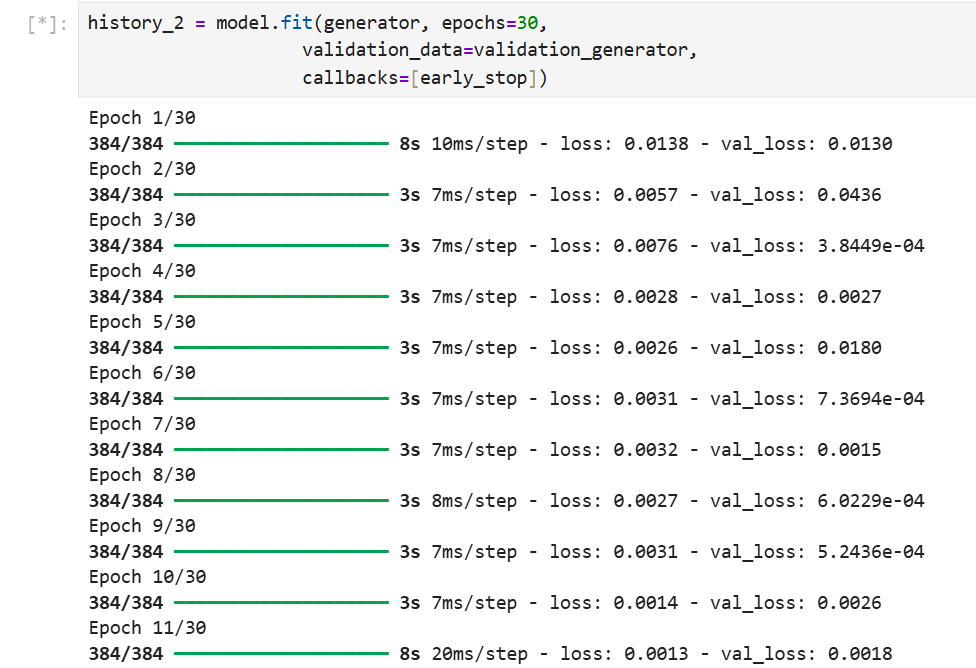 [*]: history_2 = model.fit(generator, epochs=30,
validation_data=validation_generator,
callbacks=[early_stop])
Epoch 1/30
384/384 8s 10ms/step - loss: 0.0138 - val_loss: 0.0130
Epoch 2/30
384/384 3s 7ms/step - loss: 0.0057 - val_loss: 0.0436
Epoch 3/30
384/384 3s 7ms/step - loss: 0.0076 - val_loss: 3.8449e-04
Epoch 4/30
384/384 3s 7ms/step - loss: 0.0028 - val_loss: 0.0027
Epoch 5/30
384/384 3s 7ms/step - loss: 0.0026 - val_loss: 0.0180
Epoch 6/30
384/384 3s 7ms/step - loss: 0.0031 - val_loss: 7.3694e-04
Epoch 7/30
384/384 3s 7ms/step - loss: 0.0032 - val_loss: 0.0015
Epoch 8/30
384/384 3s 8ms/step - loss: 0.0027 - val_loss: 6.0229e-04
Epoch 9/30
384/384 3s 7ms/step - loss: 0.0031 - val_loss: 5.2436e-04
Epoch 10/30
384/384 3s 7ms/step - loss: 0.0014 - val_loss: 0.0026
Epoch 11/30
384/384 8s 20ms/step - loss: 0.0013 - val_loss: 0.0018